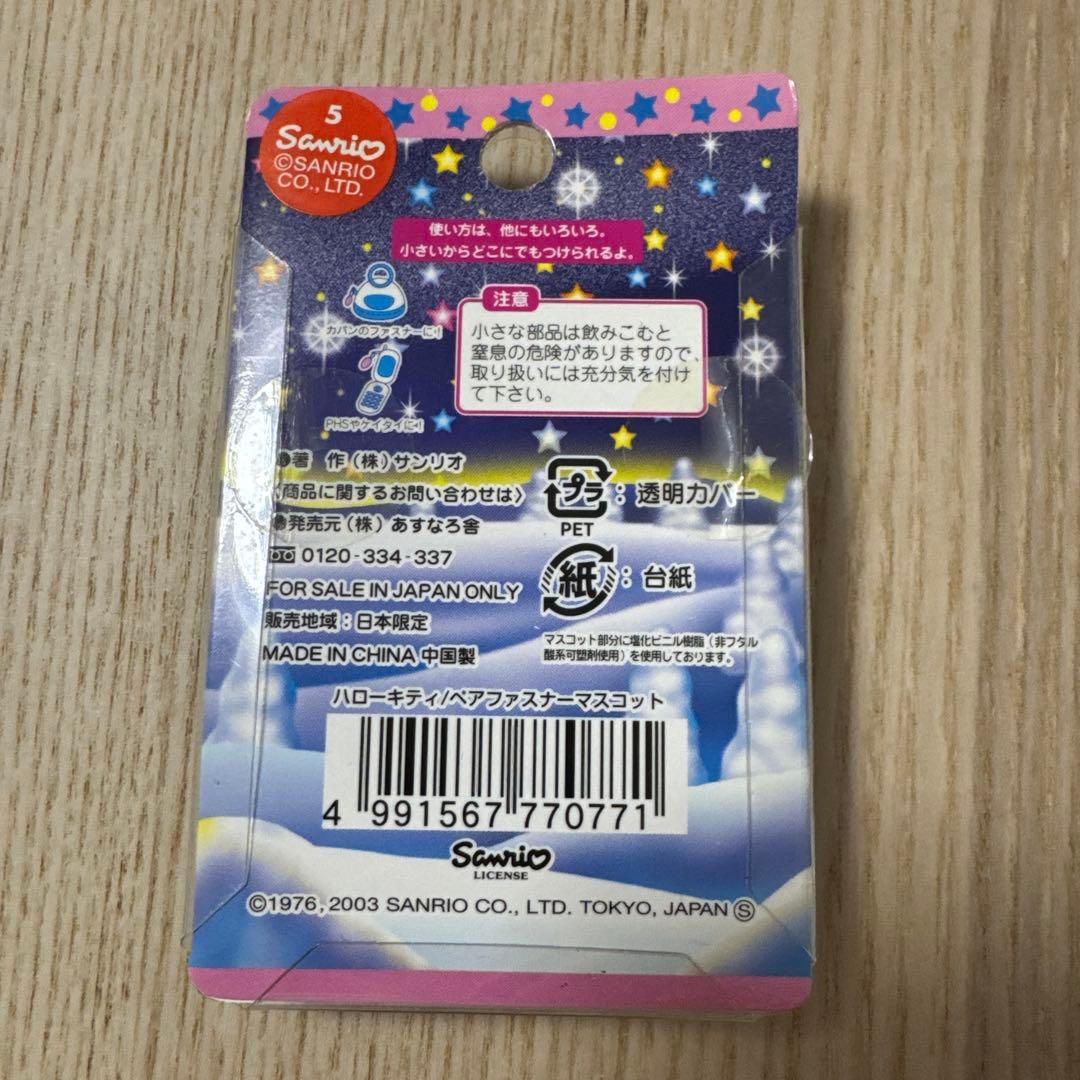 5
Sanrio
©SANRIO
CO., LTD.
使い方は、他にもいろいろ。
小さいからどこにでもつけられるよ。
カバンのファスナーに!
PHSやケイタイに!
注意
小さな部品は飲みこむと
窒息の危険がありますので、
取り扱いには充分気を付け
て下さい。
●著 作(株)サンリオ
〈商品に関するお問い合わせは〉
●発売元(株)あすなろ舎
0120-334-337
FOR SALE IN JAPAN ONLY
販売地域:日本限定
MADE IN CHINA 中国製
プラ:透明カバー
PET
紙:台紙
マスコット部分に塩化ビニル樹脂(非フタル
酸系可塑剤使用)を使用しております。
ハローキティ/ペアファスナーマスコット
4 991567 770771
Sanrio
LICENSE
©1976, 2003 SANRIO CO., LTD. TOKYO, JAPAN Ⓢ